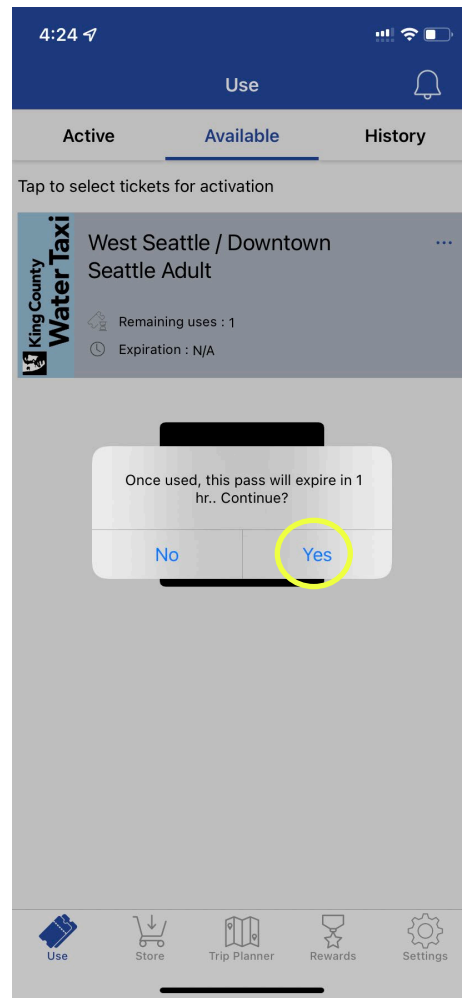 4:24
Use
Active Available History
Tap to select tickets for activation
King County
Water Taxi
West Seattle / Downtown
Seattle Adult
...
Remaining uses : 1
Expiration : N/A
Once used, this pass will expire in 1
hr.. Continue?
No Yes
Use Store Trip Planner Rewards Settings